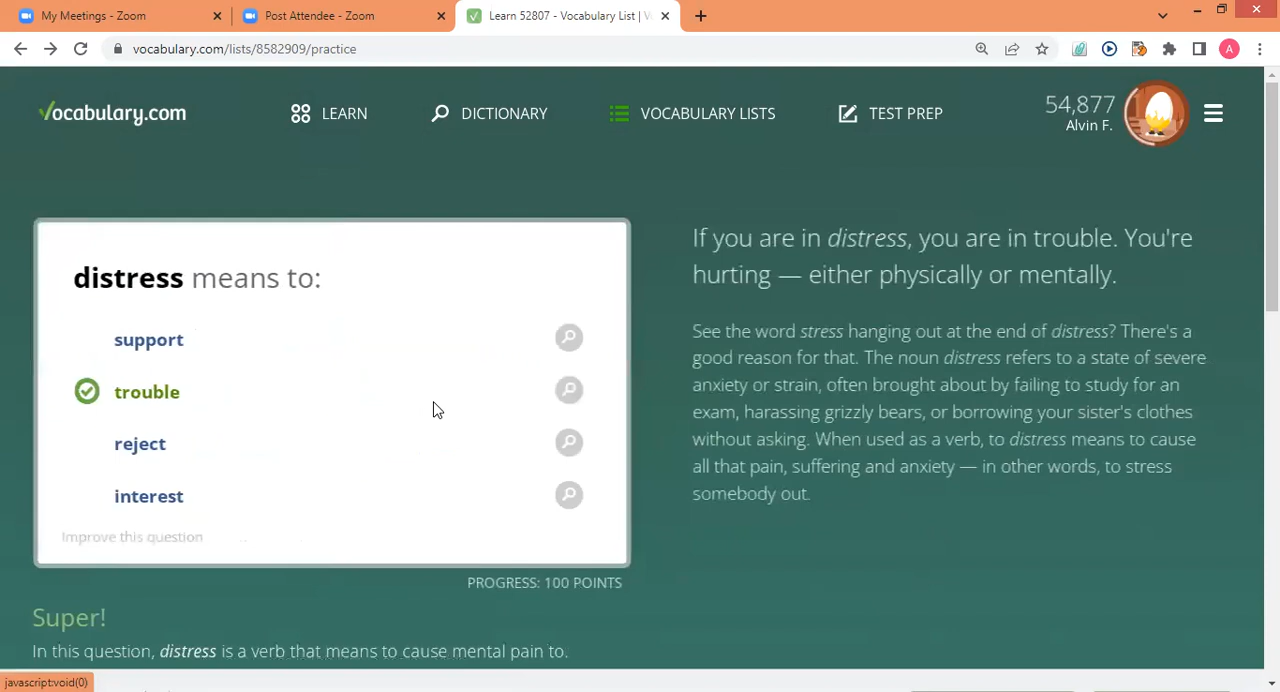 My Meetings - Zoom
Post Attendee - Zoom
Learn 52807 - Vocabulary List | V
vocabulary.com/lists/8582909/practice
A
Vocabulary.com
LEARN
DICTIONARY
VOCABULARY LISTS
TEST PREP
54,877
Alvin F.
distress means to:
support
trouble
reject
interest
Improve this question
PROGRESS: 100 POINTS
Super!
In this question, distress is a verb that means to cause mental pain to.
If you are in distress, you are in trouble. You're
hurting — either physically or mentally.
See the word stress hanging out at the end of distress? There's a
good reason for that. The noun distress refers to a state of severe
anxiety or strain, often brought about by failing to study for an
exam, harassing grizzly bears, or borrowing your sister's clothes
without asking. When used as a verb, to distress means to cause
all that pain, suffering and anxiety — in other words, to stress
somebody out.
javascript:void(0)